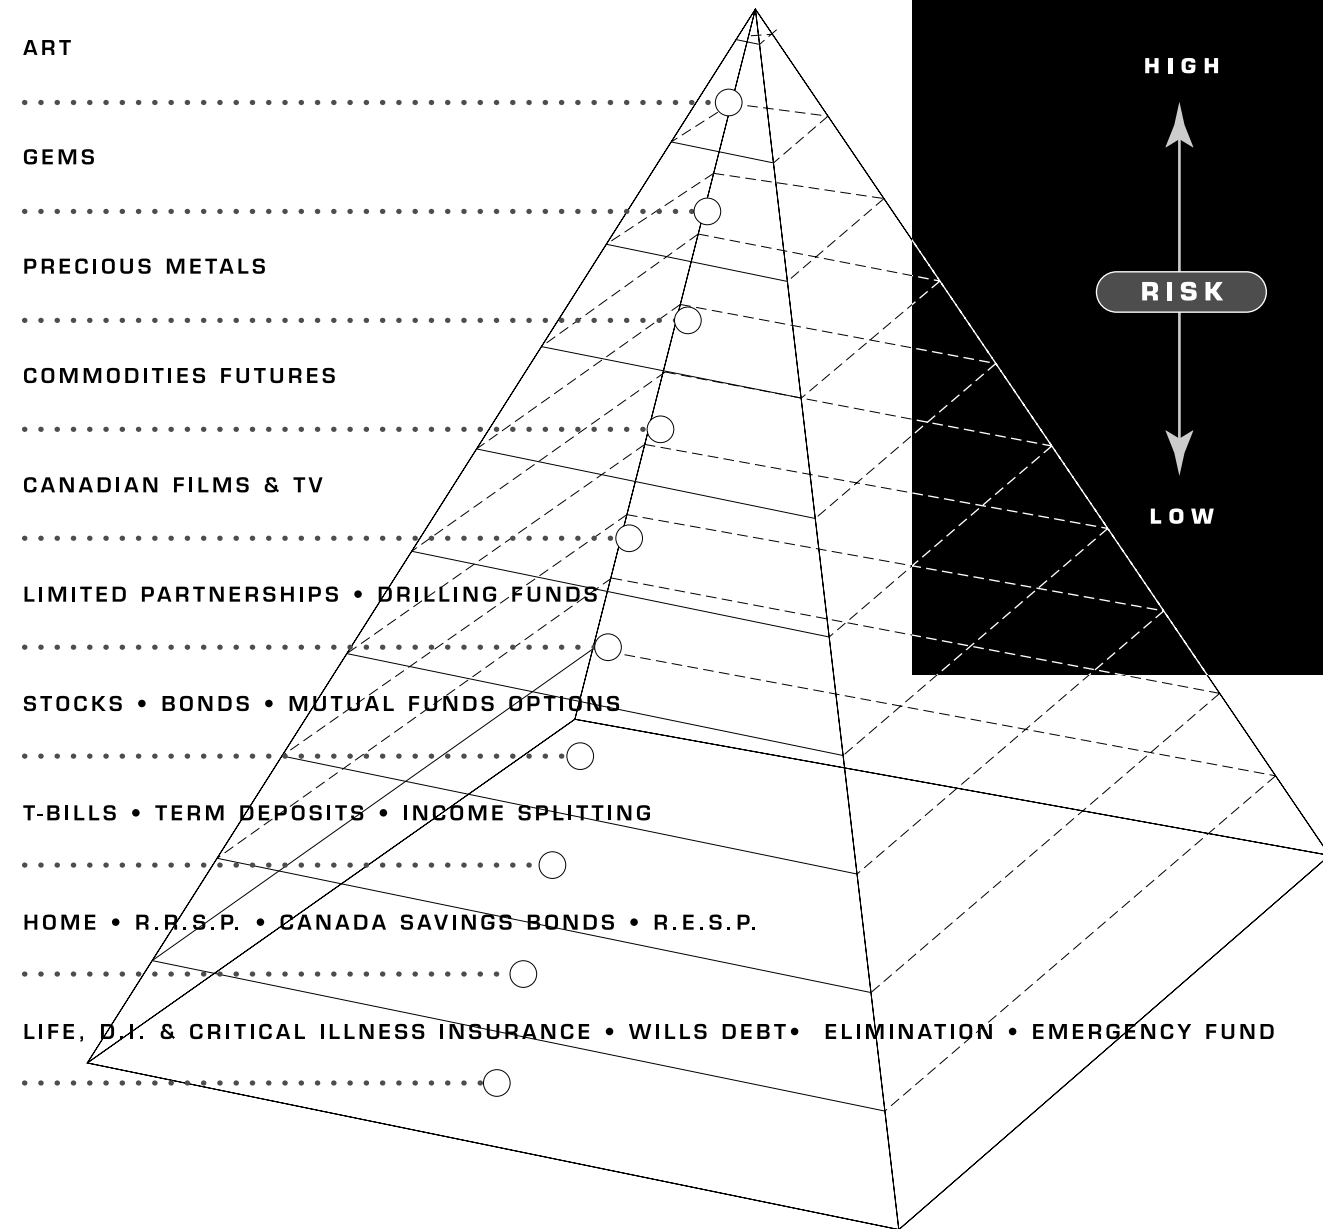 ART
GEMS
PRECIOUS METALS
COMMODITIES FUTURES
CANADIAN FILMS & TV
LIMITED PARTNERSHIPS • DRILLING FUNDS
STOCKS • BONDS • MUTUAL FUNDS OPTIONS
T-BILLS • TERM DEPOSITS • INCOME SPLITTING
HOME • R.R.S.P. • CANADA SAVINGS BONDS • R.E.S.P.
LIFE, D.I. & CRITICAL ILLNESS INSURANCE • WILLS DEBT• ELIMINATION • EMERGENCY FUND
HIGH
RISK
LOW